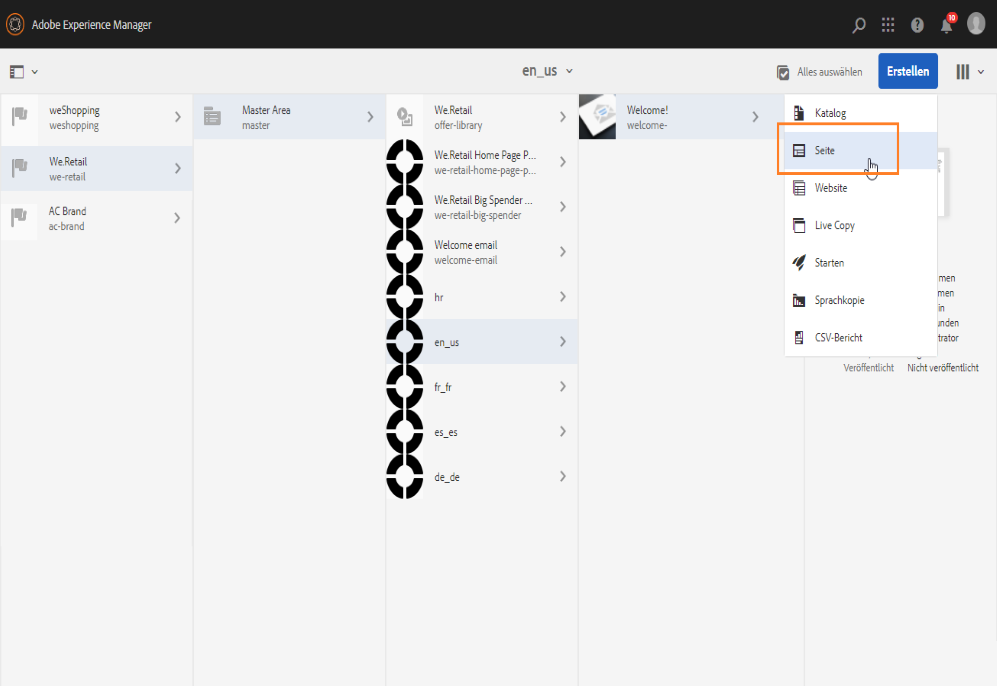 Adobe Experience Manager
10
en_us
Alles auswählen
Erstellen
weShopping
weshopping
We.Retail
we-retail
AC Brand
ac-brand
Master Area
master
We.Retail
offer-library
We.Retail Home Page P...
we-retail-home-page-p...
We.Retail Big Spender ...
we-retail-big-spender
Welcome email
welcome-email
hr
en_us
fr_fr
es_es
de_de
Welcome!
welcome-
Katalog
Seite
Website
Live Copy
Starten
Sprachkopie
CSV-Bericht
men
men
in
unden
trator
Veröffentlicht
Nicht veröffentlicht